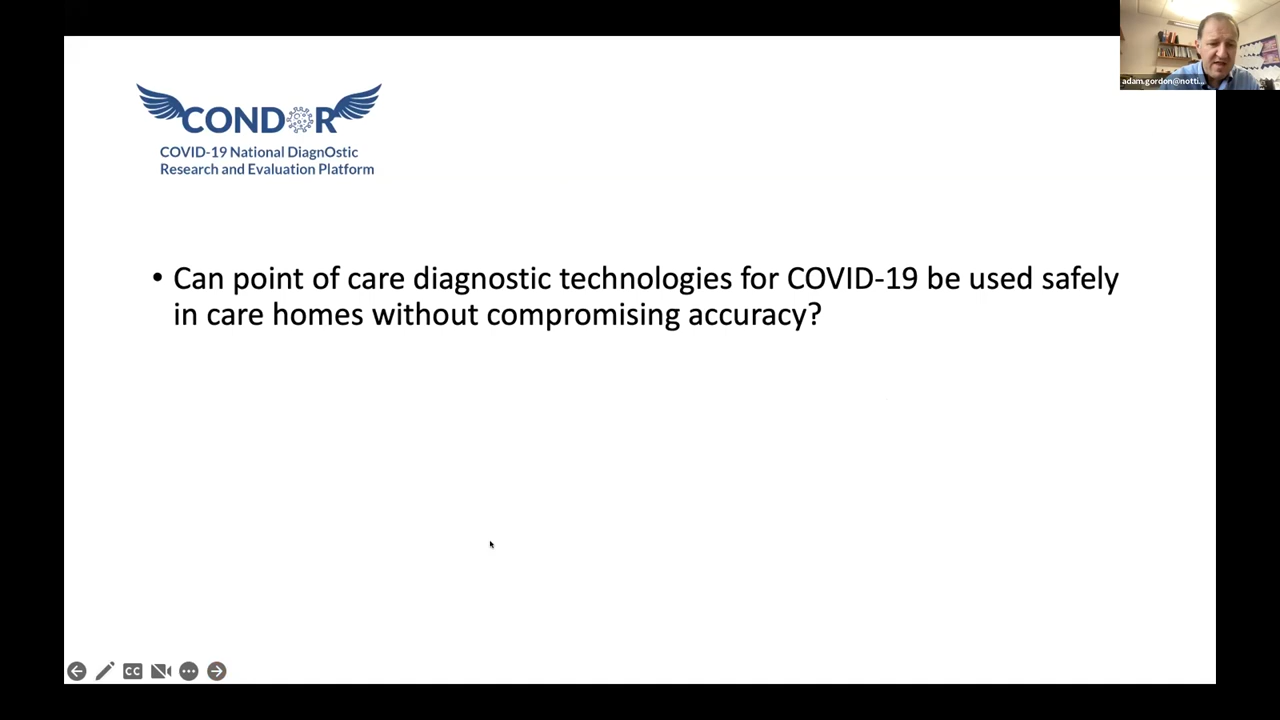 adam.gordon@notti...
CONDOR
COVID-19 National DiagnOstic
Research and Evaluation Platform
• Can point of care diagnostic technologies for COVID-19 be used safely
in care homes without compromising accuracy?
CC